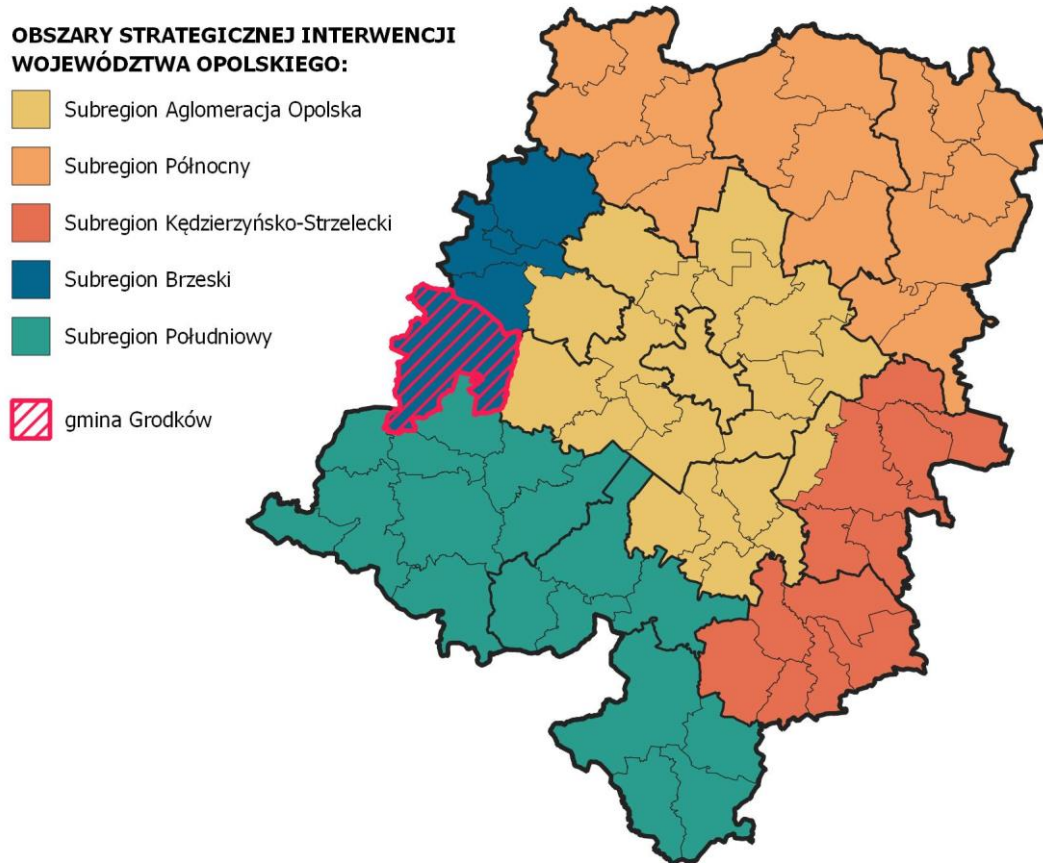 OBSZARY STRATEGICZNEJ INTERWENCJI
WOJEWÓDZTWA OPOLSKIEGO:
Subregion Aglomeracja Opolska
Subregion Północny
Subregion Kędzierzyńsko-Strzelecki
Subregion Brzeski
Subregion Południowy
gmina Grodków